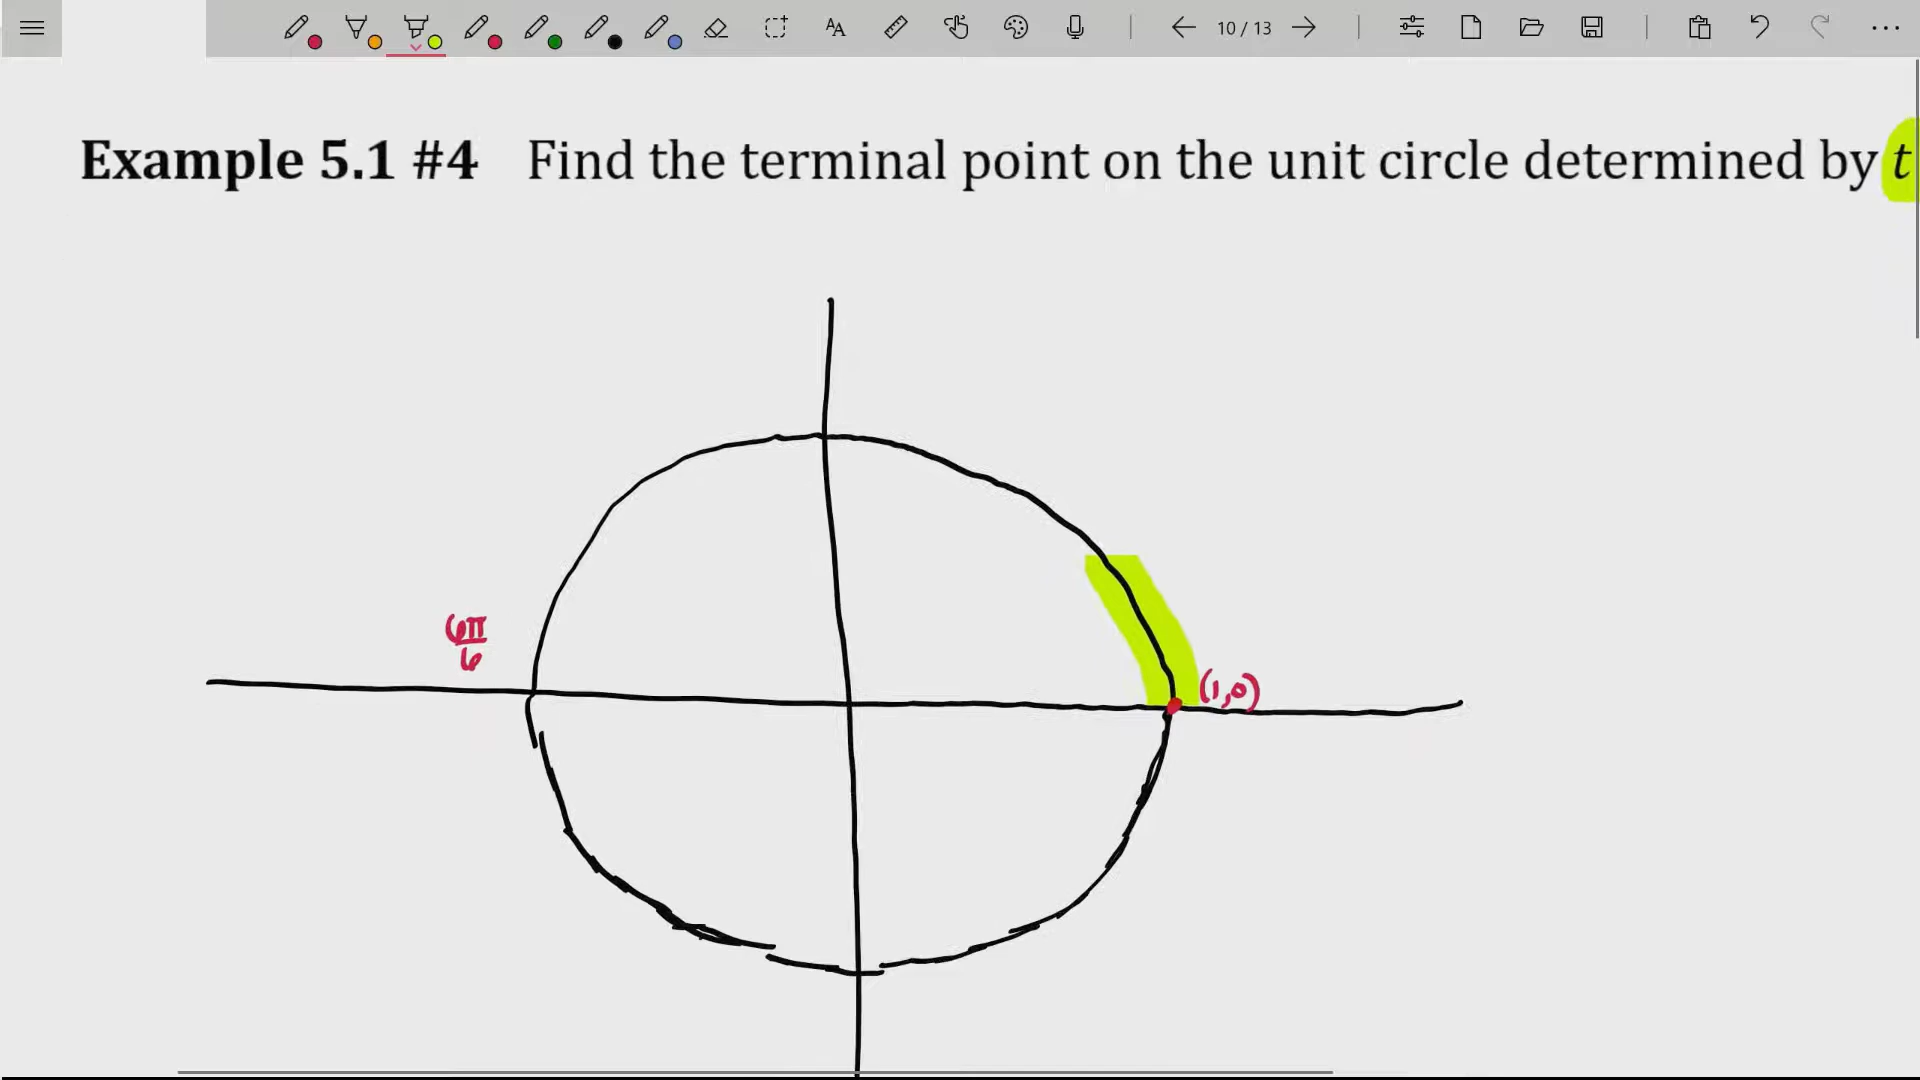 10 / 13
Example 5.1 #4 Find the terminal point on the unit circle determined by t
6π
6
(1,0)